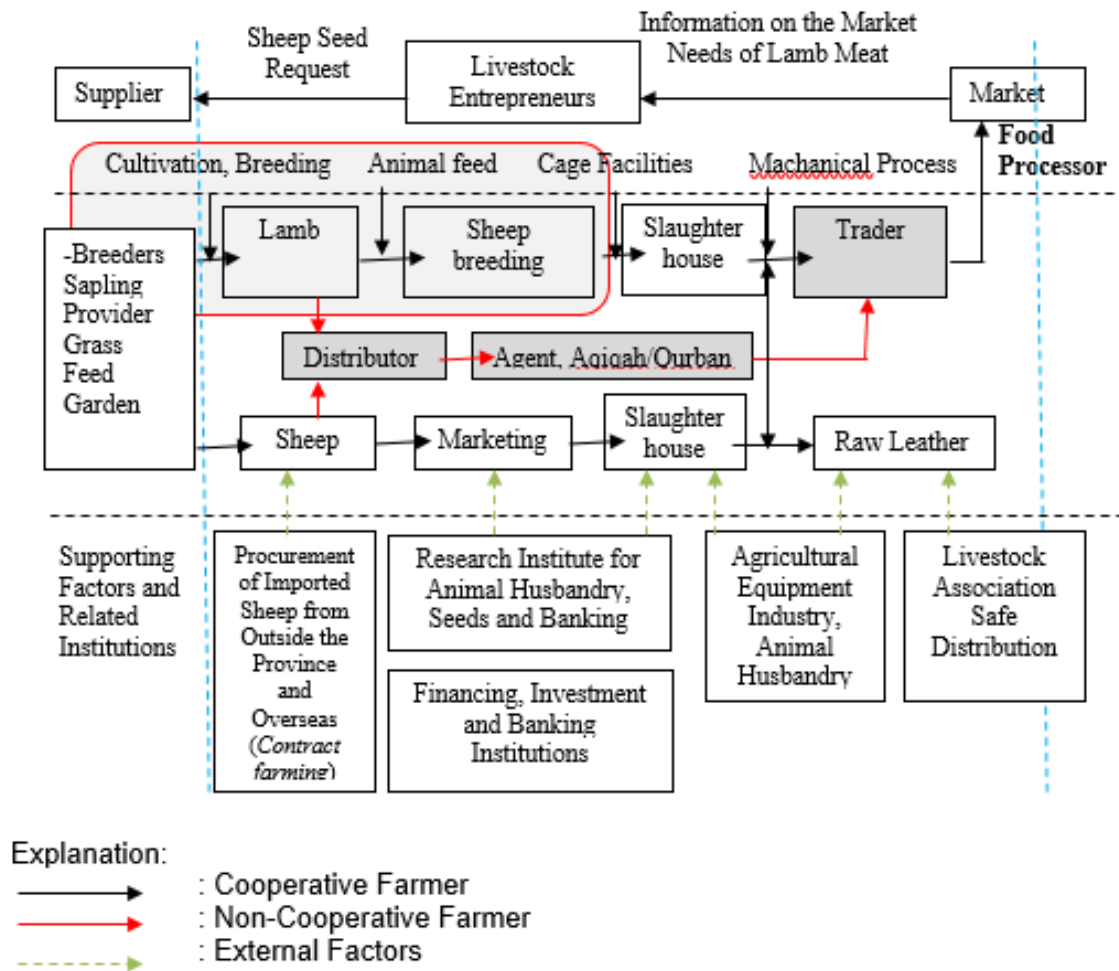 Sheep Seed
Request
Information on the Market
Needs of Lamb Meat
Supplier
Livestock
Entrepreneurs
Market
Food
Processor
Cultivation, Breeding
Animal feed
Cage Facilities
Machanical Process
-Breeders
Sapling
Provider
Grass
Feed
Garden
Lamb
Sheep
breeding
Slaughter
house
Trader
Distributor
Agent, Aqiqah/Qurban
Sheep
Marketing
Slaughter
house
Raw Leather
Supporting
Factors and
Related
Institutions
Procurement
of Imported
Sheep from
Outside the
Province
and
Overseas
(Contract
farming)
Research Institute for
Animal Husbandry,
Seeds and Banking
Financing, Investment
and Banking
Institutions
Agricultural
Equipment
Industry,
Animal
Husbandry
Livestock
Association
Safe
Distribution
Explanation:
: Cooperative Farmer
: Non-Cooperative Farmer
: External Factors